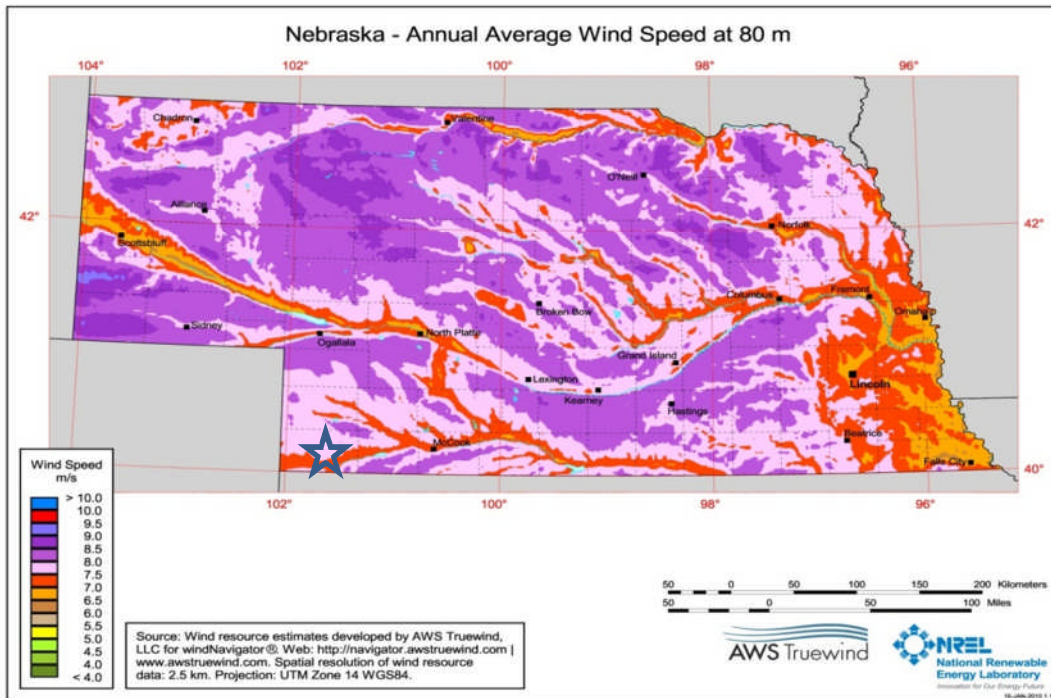 Nebraska - Annual Average Wind Speed at 80 m
104° 102° 100° 98° 96°
Chadron
Valentine
O'Neill
Alliance
42° 42°
Norfolk
Scottsbluff
Fremont
Columbus
Omaha
Broken Bow
Sidney
North Platte
Ogallala
Grand Island
Lexington
Lincoln
Kearney
Hastings
Beatrice
McCook
Falls City
40°
102° 100° 98° 96°
Wind Speed
m/s
> 10.0
10.0
9.5
9.0
8.5
8.0
7.5
7.0
6.5
6.0
5.5
5.0
4.5
4.0
< 4.0
50 0 50 100 150 200 Kilometers
50 0 50 100 Miles
Source: Wind resource estimates developed by AWS Truewind,
LLC for windNavigator®. Web: http://navigator.awstruewind.com |
www.awstruewind.com. Spatial resolution of wind resource
data: 2.5 km. Projection: UTM Zone 14 WGS84.
AWS Truewind
NREL
National Renewable
Energy Laboratory
Innovation for Our Energy Future